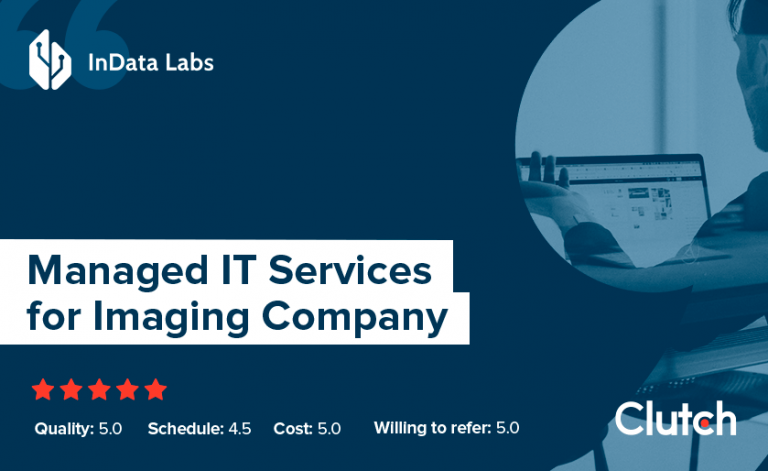 InData Labs
Managed IT Services
for Imaging Company
Quality: 5.0 Schedule: 4.5 Cost: 5.0 Willing to refer: 5.0
Clutch